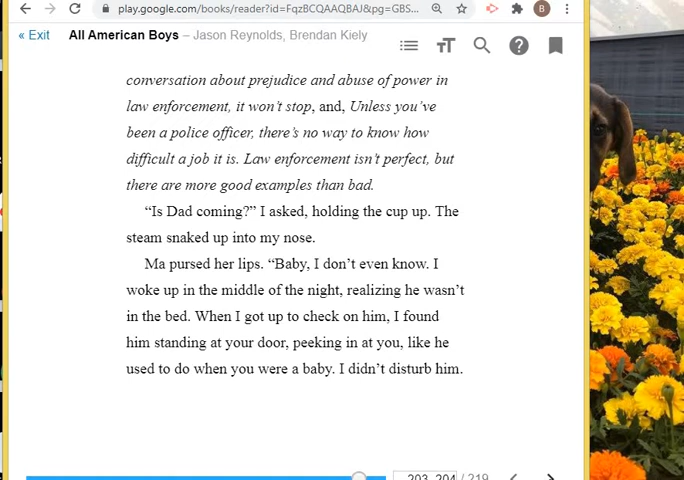 play.google.com/books/reader?id=FqzBCQAAQBAJ&pg=GBS...
B
« Exit All American Boys – Jason Reynolds, Brendan Kiely
conversation about prejudice and abuse of power in
law enforcement, it won't stop, and, Unless you've
been a police officer, there's no way to know how
difficult a job it is. Law enforcement isn't perfect, but
there are more good examples than bad.
“Is Dad coming?” I asked, holding the cup up. The
steam snaked up into my nose.
Ma pursed her lips. “Baby, I don't even know. I
woke up in the middle of the night, realizing he wasn't
in the bed. When I got up to check on him, I found
him standing at your door, peeking in at you, like he
used to do when you were a baby. I didn't disturb him.
203, 204 / 219